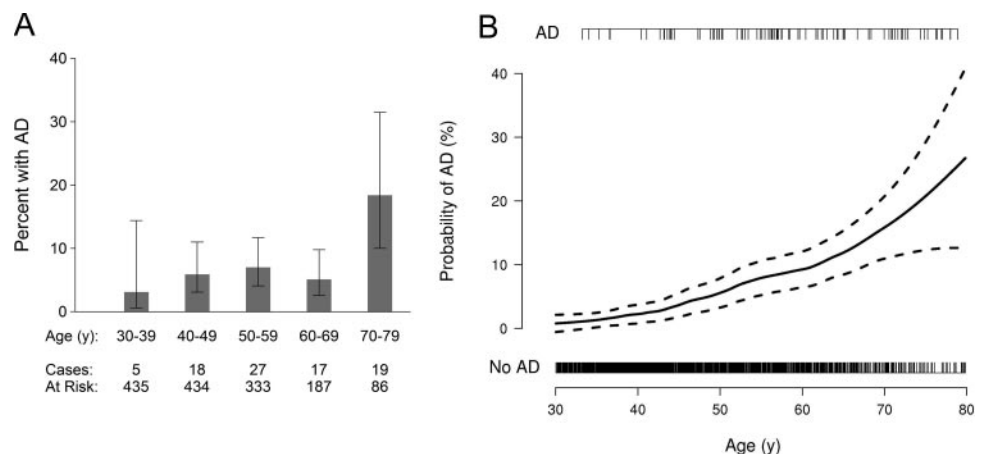 A
Percent with AD
40
30
20
10
0
Age (y): 30-39 40-49 50-59 60-69 70-79
Cases: 5 18 27 17 19
At Risk: 435 434 333 187 86
B
AD
Probability of AD (%)
40
30
20
10
0
No AD
30 40 50 60 70 80
Age (y)